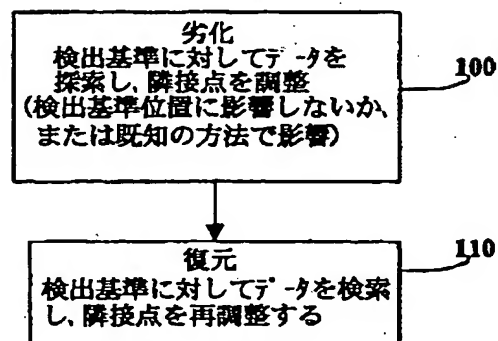 劣化
検出基準に対してデータを
探索し、隣接点を調整
(検出基準位置に影響しないか、
または既知の方法で影響)
100
復元
検出基準に対してデータを検索
し、隣接点を再調整する
110